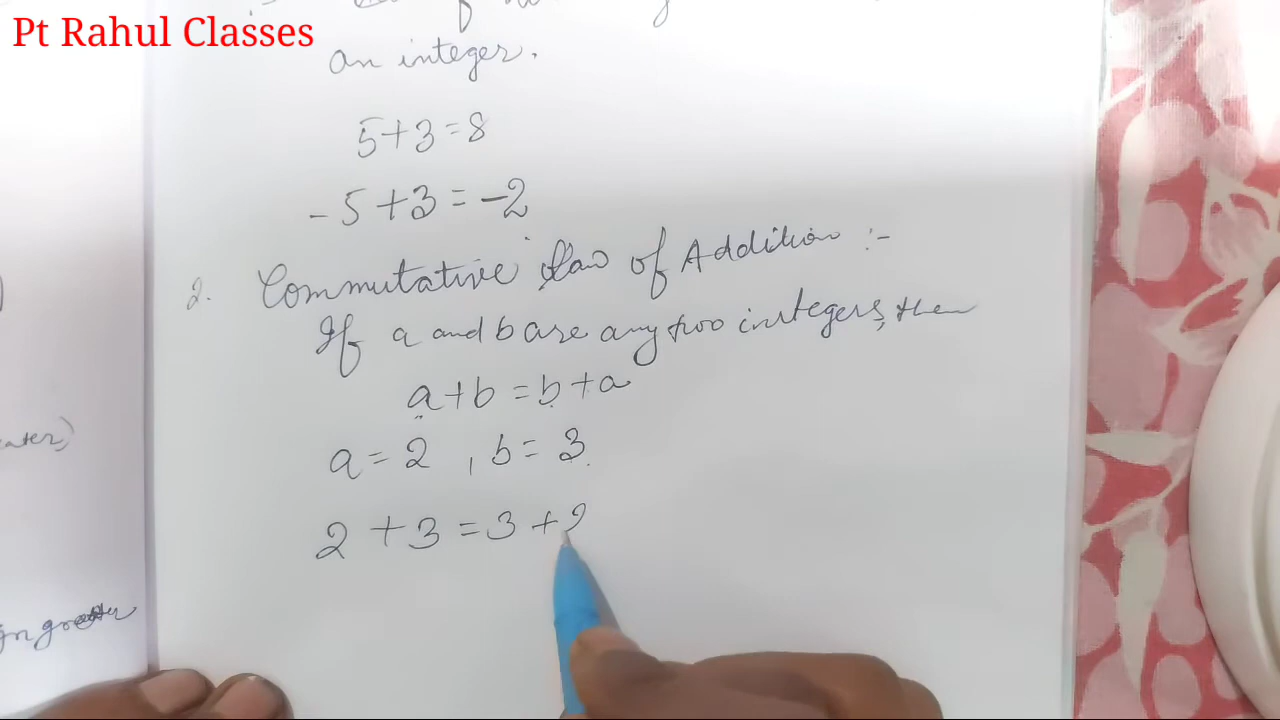 Pt Rahul Classes
of
an integer.
5+3=8
-5+3=-2
2. Commutative Law of Addition :-
If a and b are any two integers, then
a+b=b+a
a=2, b=3
2+3=3+2